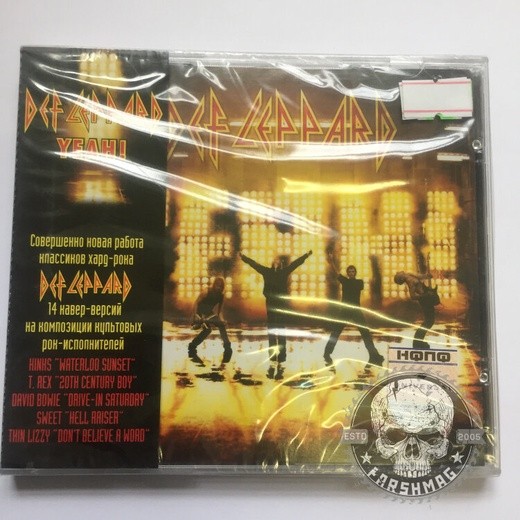 DEF LEPPARD
YEAH!
DEF LEPPARD
Совершенно новая работа
классиков хард-рока
DEF LEPPARD
14 кавер-версий
на композиции культовых
рок-исполнителей
KINKS "WATERLOO SUNSET"
T. REX "20TH CENTURY BOY"
DAVID BOWIE "DRIVE-IN SATURDAY"
SWEET "HELL RAISER"
THIN LIZZY "DON'T BELIEVE A WORD"
ESTD
2005
FARSHMAG